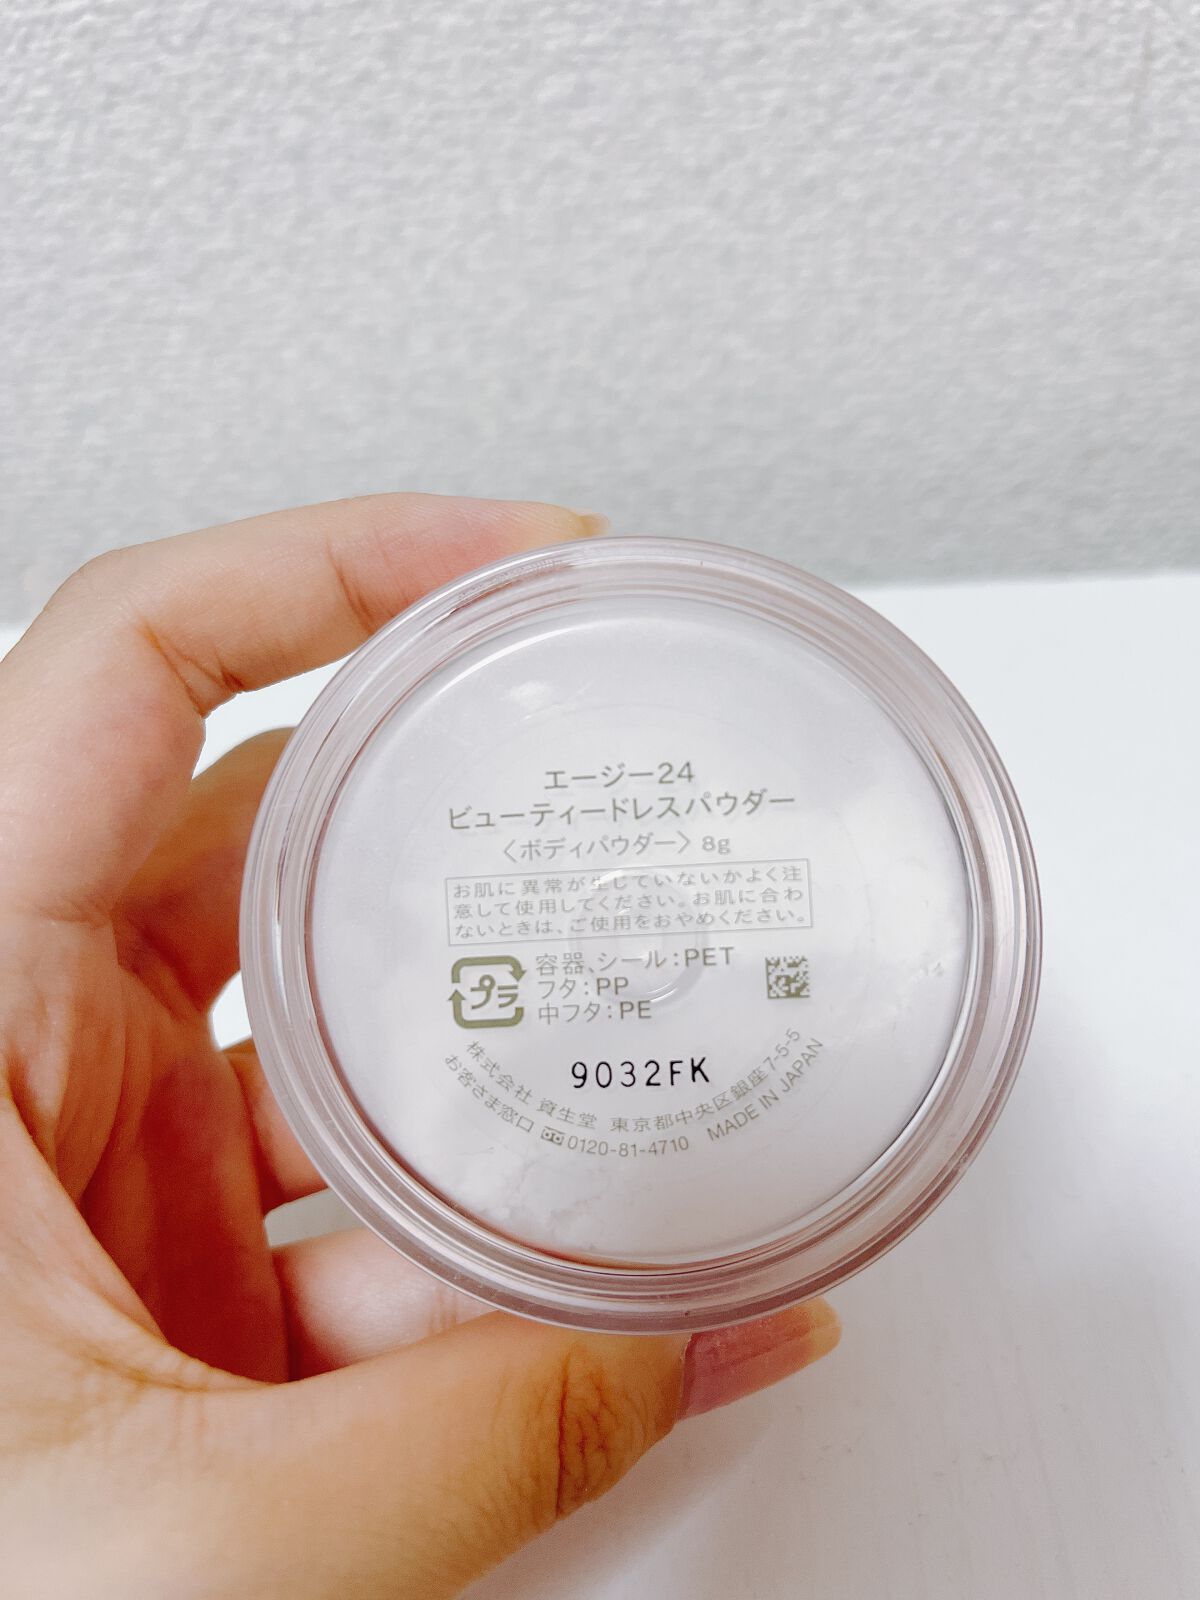 エージー24
ビューティードレスパウダー
〈ボディパウダー〉 8g
お肌に異常が生じていないかよく注
意して使用してください。お肌に合わ
ないときは、ご使用をおやめください。
プラ
容器、シール:PET
フタ:PP
中フタ:PE
9032FK
株式会社 資生堂 東京都中央区銀座7-5-5
お客さま窓口 0120-81-4710 MADE IN JAPAN